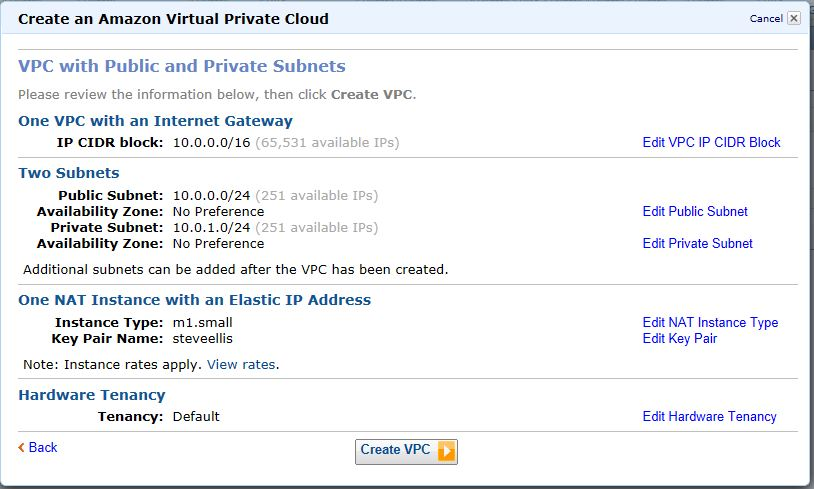 Create an Amazon Virtual Private Cloud
Cancel
VPC with Public and Private Subnets
Please review the information below, then click Create VPC.
One VPC with an Internet Gateway
IP CIDR block: 10.0.0.0/16 (65,531 available IPs) Edit VPC IP CIDR Block
Two Subnets
Public Subnet: 10.0.0.0/24 (251 available IPs)
Availability Zone: No Preference Edit Public Subnet
Private Subnet: 10.0.1.0/24 (251 available IPs)
Availability Zone: No Preference Edit Private Subnet
Additional subnets can be added after the VPC has been created.
One NAT Instance with an Elastic IP Address
Instance Type: m1.small Edit NAT Instance Type
Key Pair Name: steveellis Edit Key Pair
Note: Instance rates apply. View rates.
Hardware Tenancy
Tenancy: Default Edit Hardware Tenancy
Back
Create VPC